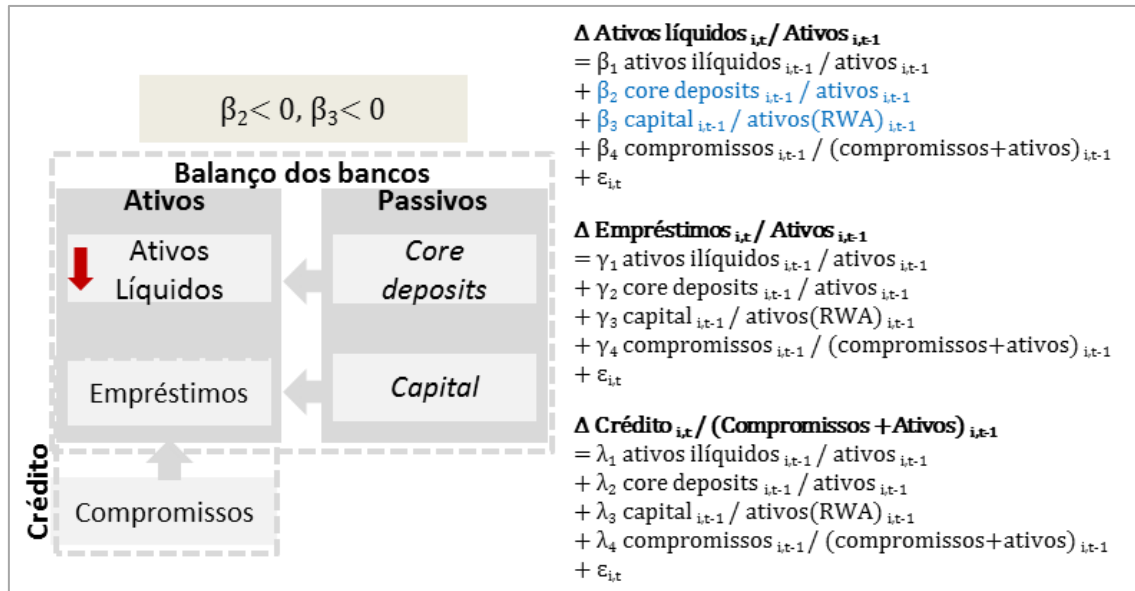 β₂< 0, β₃< 0
Balanço dos bancos
Ativos
Passivos
Ativos
Líquidos
Core
deposits
Empréstimos
Capital
Crédito
Compromissos
Δ Ativos líquidos i,t / Ativos i,t-1
= β₁ ativos ilíquidos i,t-1 / ativos i,t-1
+ β₂ core deposits i,t-1 / ativos i,t-1
+ β₃ capital i,t-1 / ativos(RWA) i,t-1
+ β₄ compromissos i,t-1 / (compromissos+ativos) i,t-1
+ ε i,t
Δ Empréstimos i,t / Ativos i,t-1
= γ₁ ativos ilíquidos i,t-1 / ativos i,t-1
+ γ₂ core deposits i,t-1 / ativos i,t-1
+ γ₃ capital i,t-1 / ativos(RWA) i,t-1
+ γ₄ compromissos i,t-1 / (compromissos+ativos) i,t-1
+ ε i,t
Δ Crédito i,t / (Compromissos +Ativos) i,t-1
= λ₁ ativos ilíquidos i,t-1 / ativos i,t-1
+ λ₂ core deposits i,t-1 / ativos i,t-1
+ λ₃ capital i,t-1 / ativos(RWA) i,t-1
+ λ₄ compromissos i,t-1 / (compromissos+ativos) i,t-1
+ ε i,t